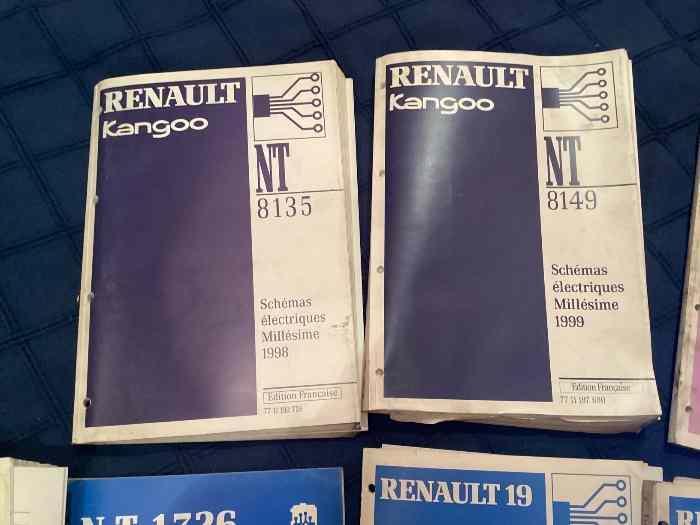 RENAULT
Kangoo
NT
8135
Schémas
électriques
Millésime
1998
Edition Française
RENAULT
Kangoo
NT
8149
Schémas
électriques
Millésime
1999
Edition Française
N.T. 1726
RENAULT 19